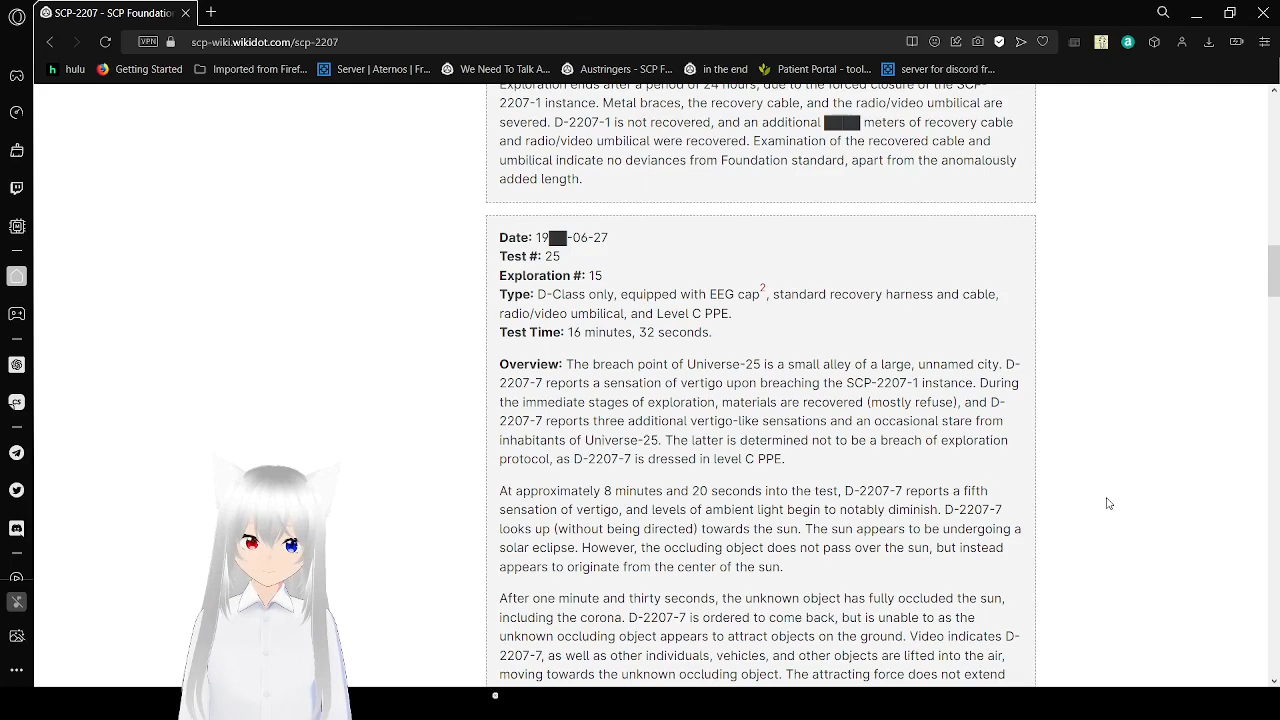 SCP-2207 - SCP Foundation
VPN
scp-wiki.wikidot.com/scp-2207
hulu
Getting Started
Imported from Firef...
Server | Aternos | Fr...
We Need To Talk A...
Austringers - SCP F...
in the end
Patient Portal - tool...
server for discord fr...
Exploration ends after a period of 24 hours, due to the forced closure of the SCP-
2207-1 instance. Metal braces, the recovery cable, and the radio/video umbilical are
severed. D-2207-1 is not recovered, and an additional ████ meters of recovery cable
and radio/video umbilical were recovered. Examination of the recovered cable and
umbilical indicate no deviances from Foundation standard, apart from the anomalously
added length.
Date: 19██-06-27
Test #: 25
Exploration #: 15
Type: D-Class only, equipped with EEG cap2, standard recovery harness and cable,
radio/video umbilical, and Level C PPE.
Test Time: 16 minutes, 32 seconds.
Overview: The breach point of Universe-25 is a small alley of a large, unnamed city. D-
2207-7 reports a sensation of vertigo upon breaching the SCP-2207-1 instance. During
the immediate stages of exploration, materials are recovered (mostly refuse), and D-
2207-7 reports three additional vertigo-like sensations and an occasional stare from
inhabitants of Universe-25. The latter is determined not to be a breach of exploration
protocol, as D-2207-7 is dressed in level C PPE.
At approximately 8 minutes and 20 seconds into the test, D-2207-7 reports a fifth
sensation of vertigo, and levels of ambient light begin to notably diminish. D-2207-7
looks up (without being directed) towards the sun. The sun appears to be undergoing a
solar eclipse. However, the occluding object does not pass over the sun, but instead
appears to originate from the center of the sun.
After one minute and thirty seconds, the unknown object has fully occluded the sun,
including the corona. D-2207-7 is ordered to come back, but is unable to as the
unknown occluding object appears to attract objects on the ground. Video indicates D-
2207-7, as well as other individuals, vehicles, and other objects are lifted into the air,
moving towards the unknown occluding object. The attracting force does not extend